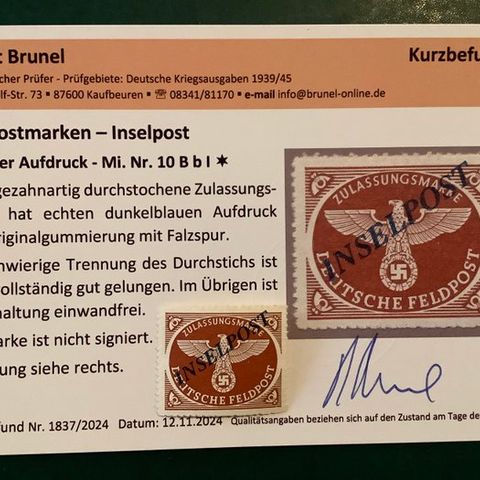 t Brunel
Kurzbefu
cher Prüfer - Prüfgebiete: Deutsche Kriegsausgaben 1939/45
lf-Str. 73 ▪ 87600 Kaufbeuren ▪ ☏ 08341/81170 ▪ e-mail info@brunel-online.de
ostmarken – Inselpost
er Aufdruck - Mi. Nr. 10 B b I ✶
gezahnartig durchstochene Zulassungs-
hat echten dunkelblauen Aufdruck
riginalgummierung mit Falzspur.
hwierige Trennung des Durchstichs ist
ollständig gut gelungen. Im Übrigen ist
altung einwandfrei.
arke ist nicht signiert.
ung siehe rechts.
ZULASSUNGSMARKE
INSELPOST
DEUTSCHE FELDPOST
ZULASSUNGSMARKE
INSELPOST
DEUTSCHE FELDPOST
fund Nr. 1837/2024 Datum: 12.11.2024 Qualitätsangaben beziehen sich auf den Zustand am Tage de